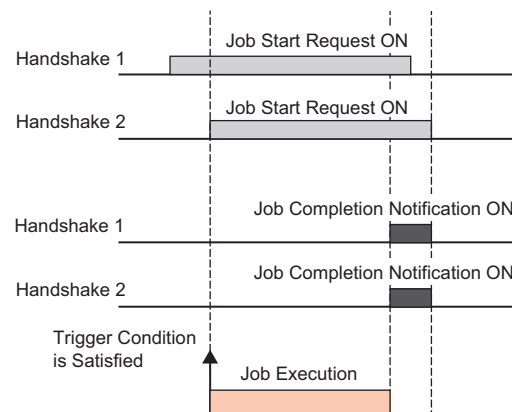 Job Start Request ON
Handshake 1
Job Start Request ON
Handshake 2
Job Completion Notification ON
Handshake 1
Job Completion Notification ON
Handshake 2
Trigger Condition
is Satisfied
Job Execution